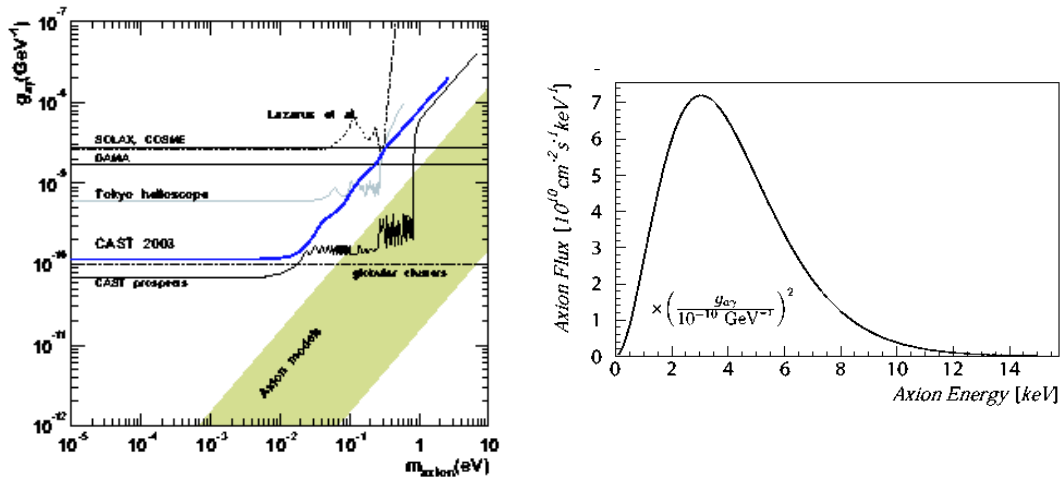 g_aγ(GeV⁻¹)
10⁻⁷
10⁻⁸
10⁻⁹
10⁻¹⁰
10⁻¹¹
10⁻¹²
Lazarus et al.
SOLAX, COSME
DAMA
Tokyo helioscope
CAST 2003
globular clusters
CAST prospects
Axion models
10⁻⁵ 10⁻⁴ 10⁻³ 10⁻² 10⁻¹ 1 10
m_axion(eV)
Axion Flux [10¹⁰ cm⁻² s⁻¹ keV⁻¹]
7
6
5
4
3
2
1
0
× (g_aγ / 10⁻¹⁰ GeV⁻¹)²
0 2 4 6 8 10 12 14
Axion Energy [keV]